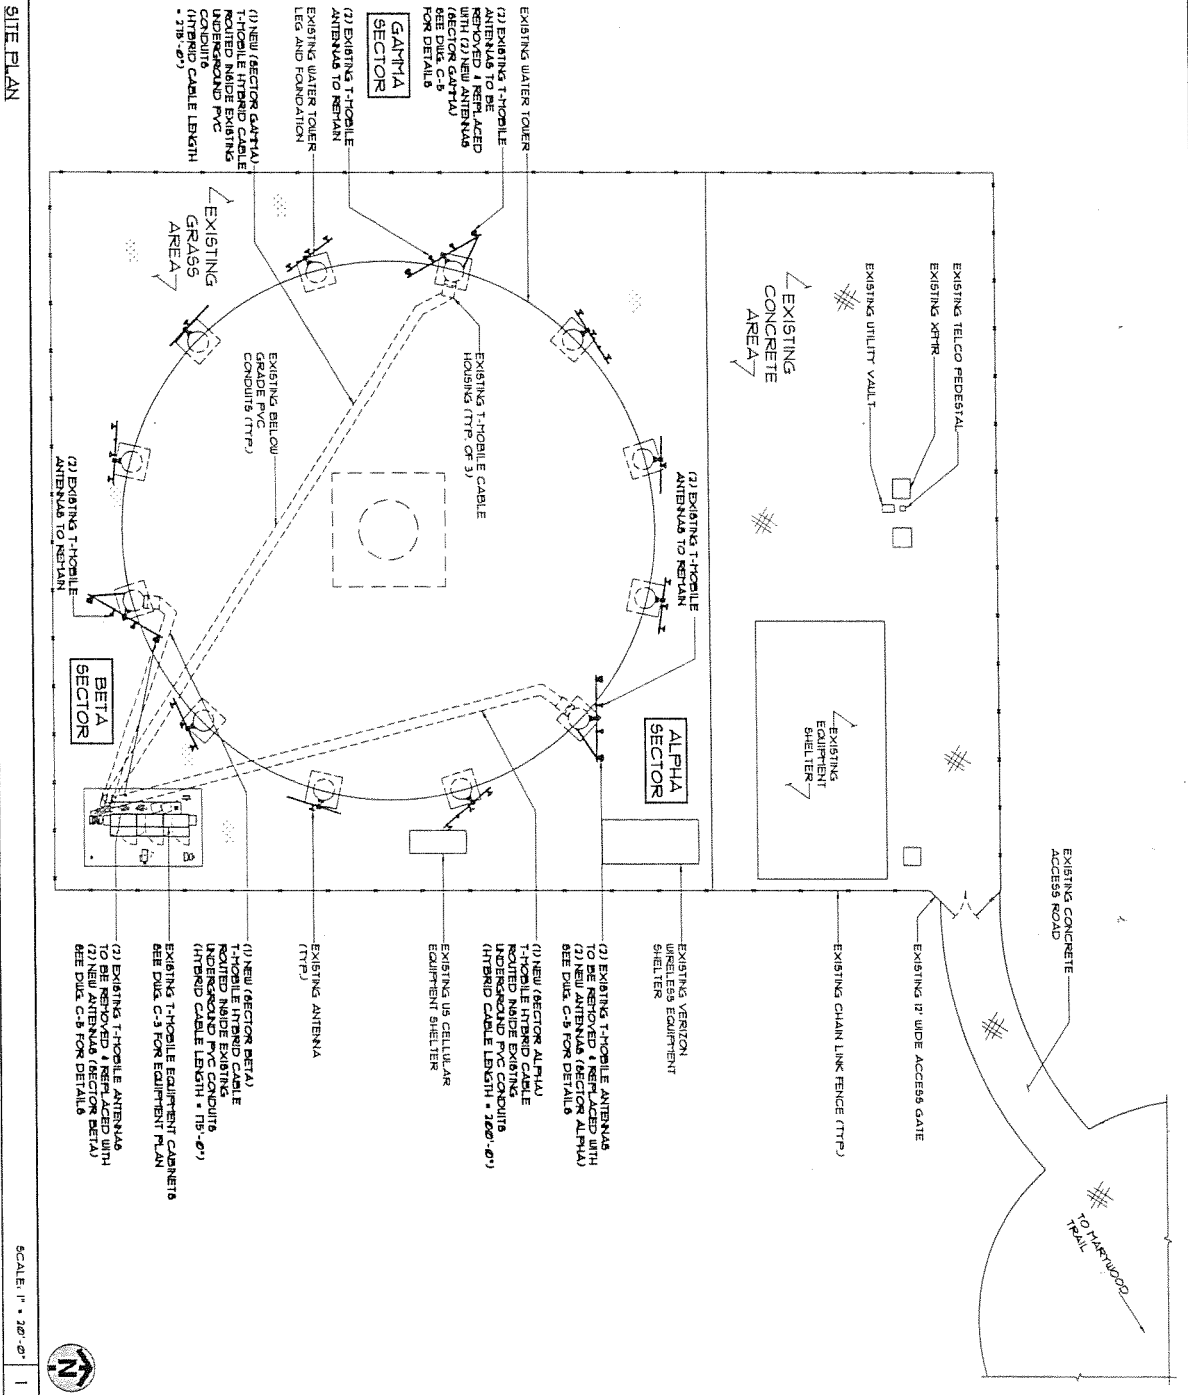 EXISTING WATER TOWER
(2) EXISTING T-MOBILE
ANTENNAS TO BE
REMOVED & REPLACED
WITH (2) NEW ANTENNAS
(SECTOR GAMMA)
SEE DWG. C-5
FOR DETAILS
GAMMA
SECTOR
(2) EXISTING T-MOBILE
ANTENNAS TO REMAIN
EXISTING WATER TOWER
LEG AND FOUNDATION
(1) NEW (SECTOR GAMMA)
T-MOBILE HYBRID CABLE
ROUTED INSIDE EXISTING
UNDERGROUND PVC
CONDUITS
(HYBRID CABLE LENGTH
= 275'-0")
EXISTING TELCO PEDESTAL
EXISTING XFMR
EXISTING UTILITY VAULT
EXISTING
CONCRETE
AREA
EXISTING
GRASS
AREA
EXISTING T-MOBILE CABLE
HOUSING (TYP. OF 3)
EXISTING BELOW
GRADE PVC
CONDUITS (TYP.)
(2) EXISTING T-MOBILE
ANTENNAS TO REMAIN
(2) EXISTING T-MOBILE
ANTENNAS TO REMAIN
BETA
SECTOR
ALPHA
SECTOR
EXISTING
EQUIPMENT
SHELTER
EXISTING CONCRETE
ACCESS ROAD
EXISTING 12' WIDE ACCESS GATE
EXISTING CHAIN LINK FENCE (TYP.)
EXISTING VERIZON
WIRELESS EQUIPMENT
SHELTER
(2) EXISTING T-MOBILE ANTENNAS
TO BE REMOVED & REPLACED WITH
(2) NEW ANTENNAS (SECTOR ALPHA)
SEE DWG. C-5 FOR DETAILS
(1) NEW (SECTOR ALPHA)
T-MOBILE HYBRID CABLE
ROUTED INSIDE EXISTING
UNDERGROUND PVC CONDUITS
(HYBRID CABLE LENGTH = 200'-0")
EXISTING US CELLULAR
EQUIPMENT SHELTER
EXISTING ANTENNA
(TYP.)
(1) NEW (SECTOR BETA)
T-MOBILE HYBRID CABLE
ROUTED INSIDE EXISTING
UNDERGROUND PVC CONDUITS
(HYBRID CABLE LENGTH = 175'-0")
EXISTING T-MOBILE EQUIPMENT CABINETS
SEE DWG. C-3 FOR EQUIPMENT PLAN
(2) EXISTING T-MOBILE ANTENNAS
TO BE REMOVED & REPLACED WITH
(2) NEW ANTENNAS (SECTOR BETA)
SEE DWG. C-5 FOR DETAILS
TO MARYWOOD
TRAIL
N
SITE PLAN
SCALE: 1" = 20'-0"
1